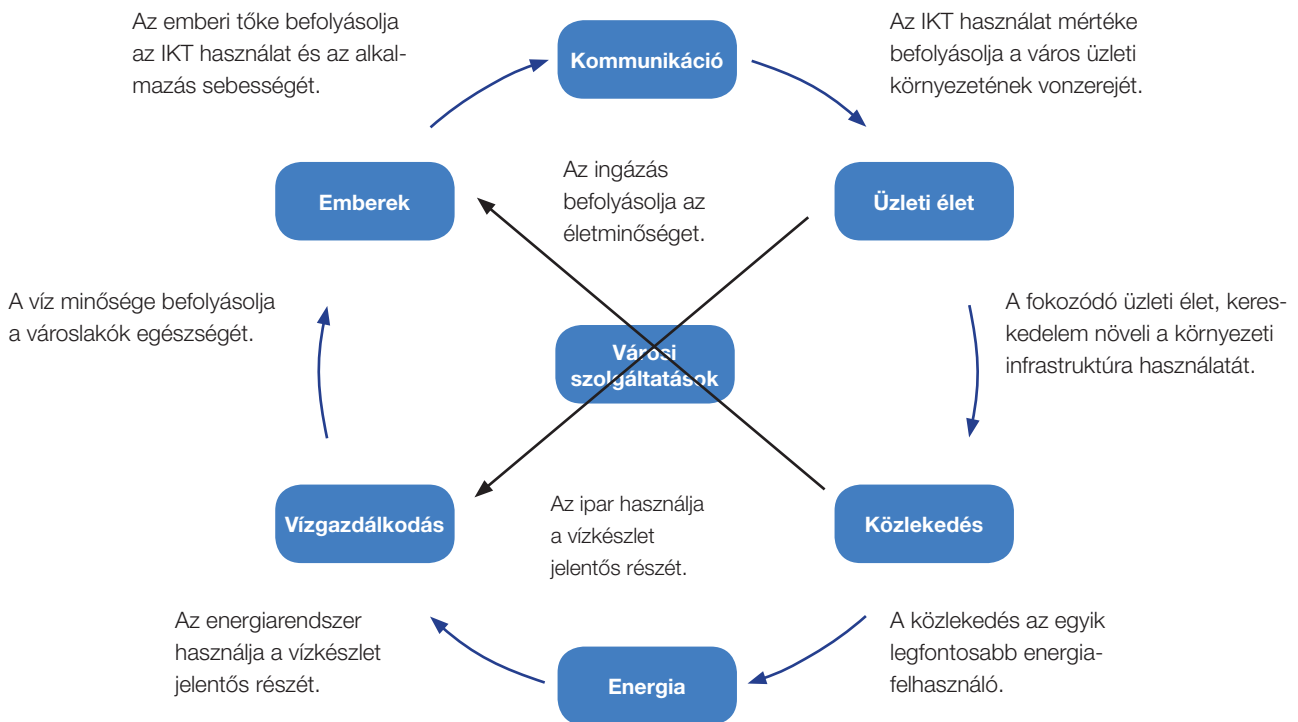 Az emberi tőke befolyásolja
az IKT használat és az alkal-
mazás sebességét.
Kommunikáció
Az IKT használat mértéke
befolyásolja a város üzleti
környezetének vonzerejét.
Emberek
Az ingázás
befolyásolja az
életminőséget.
Üzleti élet
A víz minősége befolyásolja
a városlakók egészségét.
Városi
szolgáltatások
A fokozódó üzleti élet, keres-
kedelem növeli a környezeti
infrastruktúra használatát.
Vízgazdálkodás
Az ipar használja
a vízkészlet
jelentős részét.
Közlekedés
Az energiarendszer
használja a vízkészlet
jelentős részét.
Energia
A közlekedés az egyik
legfontosabb energia-
felhasználó.